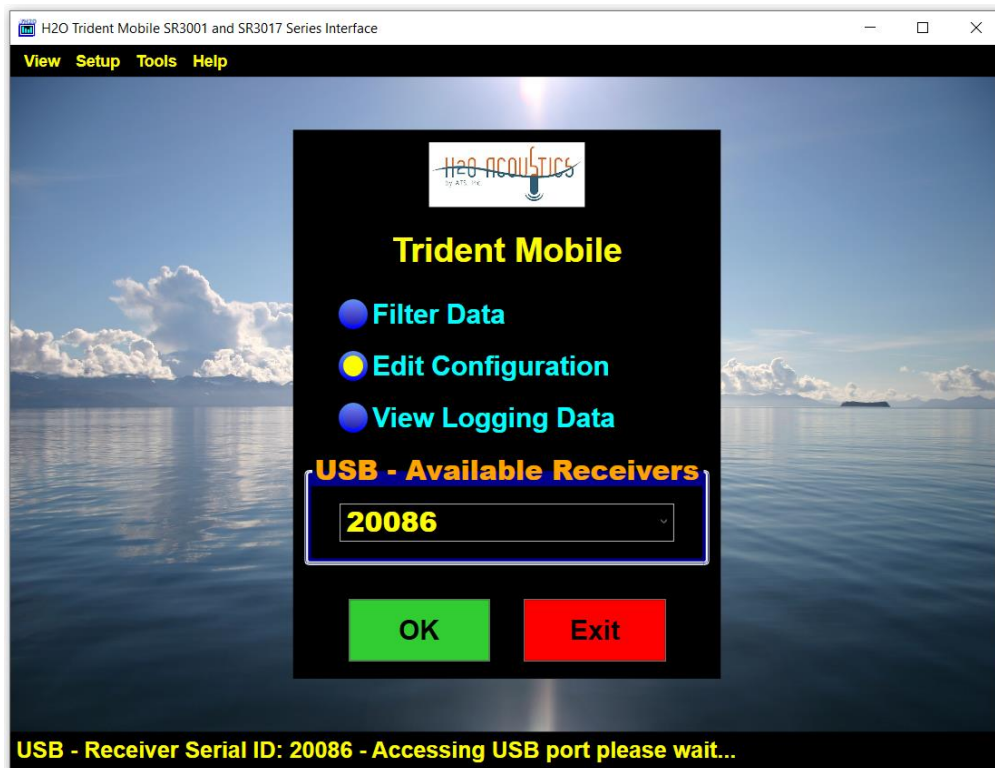 H2O Trident Mobile SR3001 and SR3017 Series Interface
View Setup Tools Help
H2O ACOUSTICS
by ATS, Inc.
Trident Mobile
Filter Data
Edit Configuration
View Logging Data
USB - Available Receivers
20086
OK Exit
USB - Receiver Serial ID: 20086 - Accessing USB port please wait...